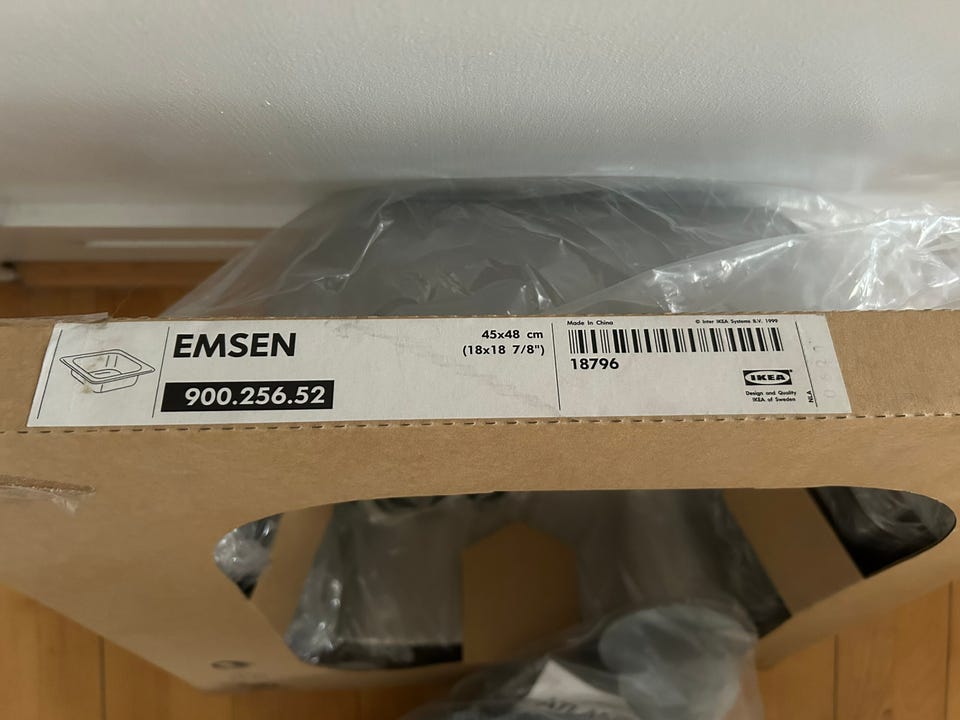 EMSEN
900.256.52
45x48 cm
(18x18 7/8")
Made in China
© Inter IKEA Systems B.V. 1999
18796
IKEA
Design and Quality
IKEA of Sweden
NLA